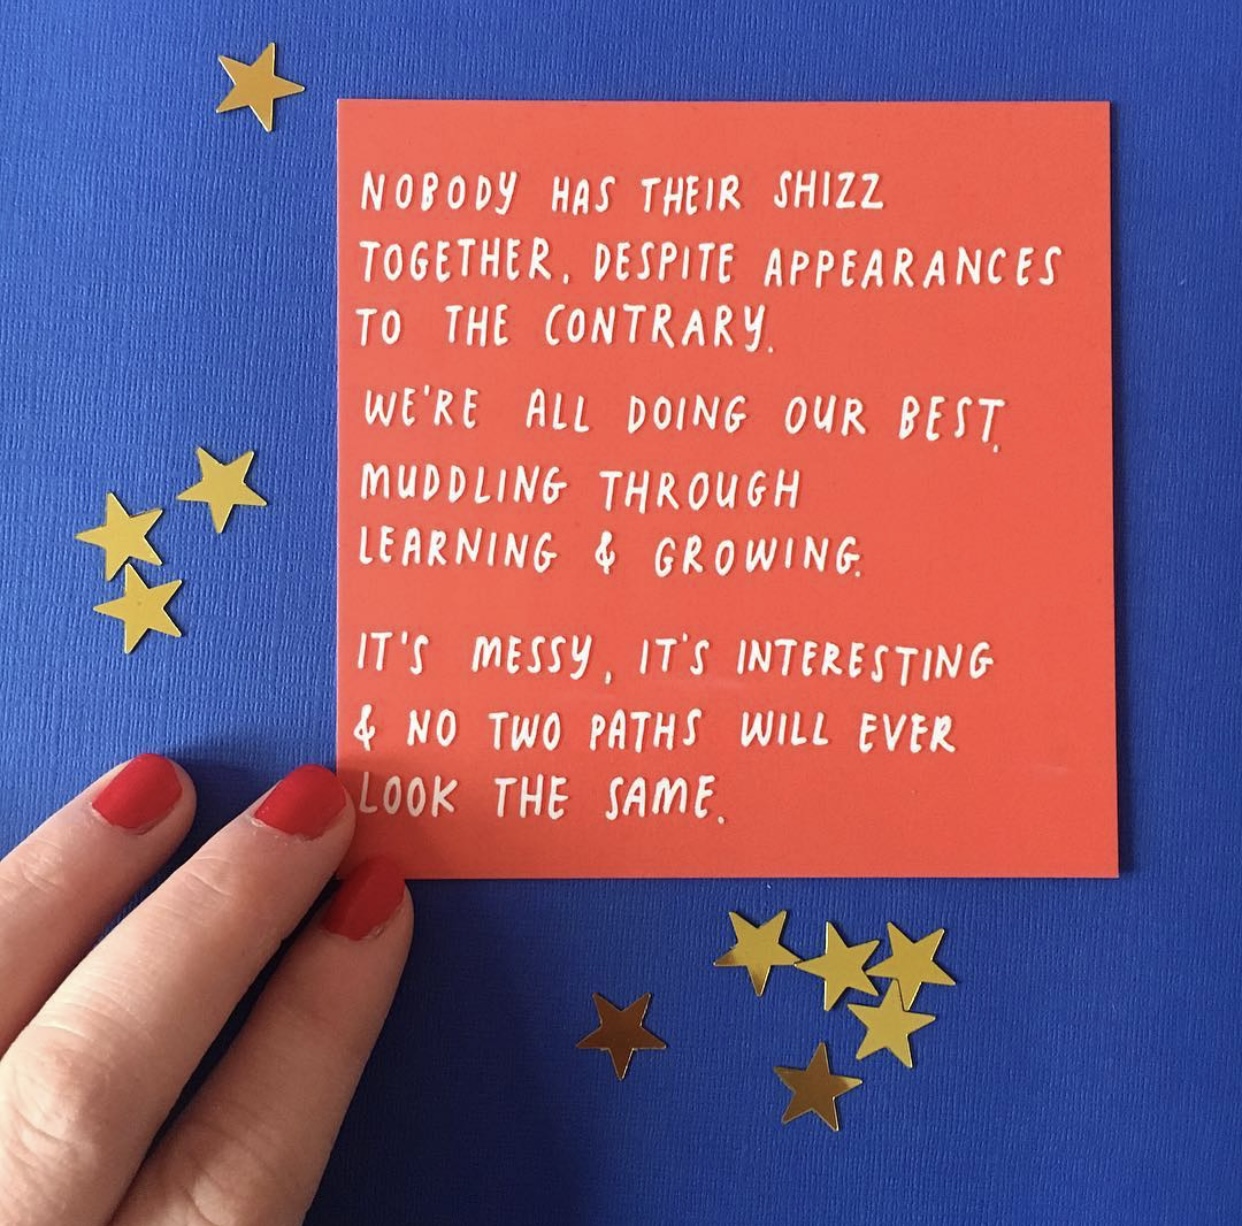 NOBODY HAS THEIR SHIZZ
TOGETHER, DESPITE APPEARANCES
TO THE CONTRARY.
WE'RE ALL DOING OUR BEST.
MUDDLING THROUGH
LEARNING & GROWING.
IT'S MESSY, IT'S INTERESTING
& NO TWO PATHS WILL EVER
LOOK THE SAME.